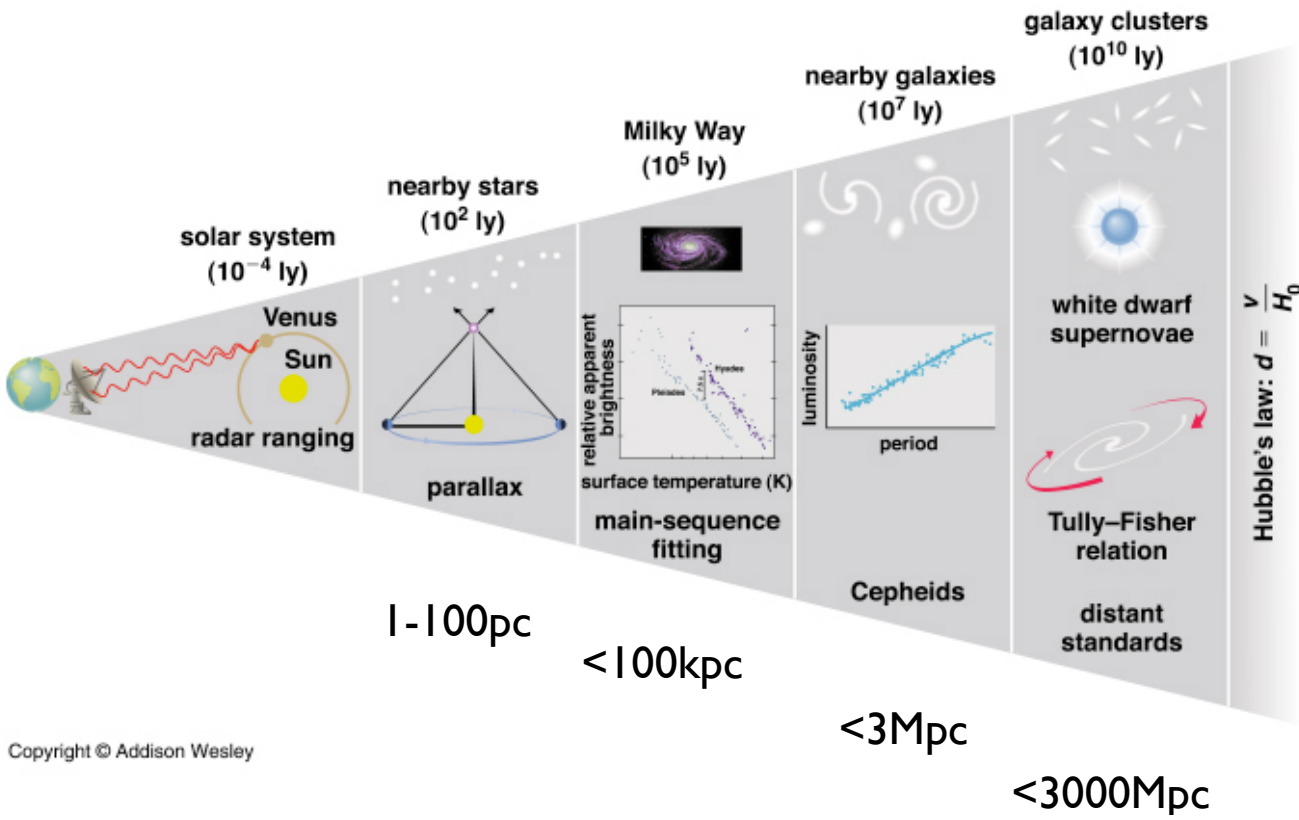 solar system
(10⁻⁴ ly)
Venus
Sun
radar ranging
nearby stars
(10² ly)
parallax
Milky Way
(10⁵ ly)
relative apparent
brightness
Pleiades
Hyades
surface temperature (K)
main-sequence
fitting
nearby galaxies
(10⁷ ly)
luminosity
period
Cepheids
galaxy clusters
(10¹⁰ ly)
white dwarf
supernovae
Tully–Fisher
relation
distant
standards
Hubble's law: d = v/H₀
1-100pc
<100kpc
<3Mpc
<3000Mpc
Copyright © Addison Wesley